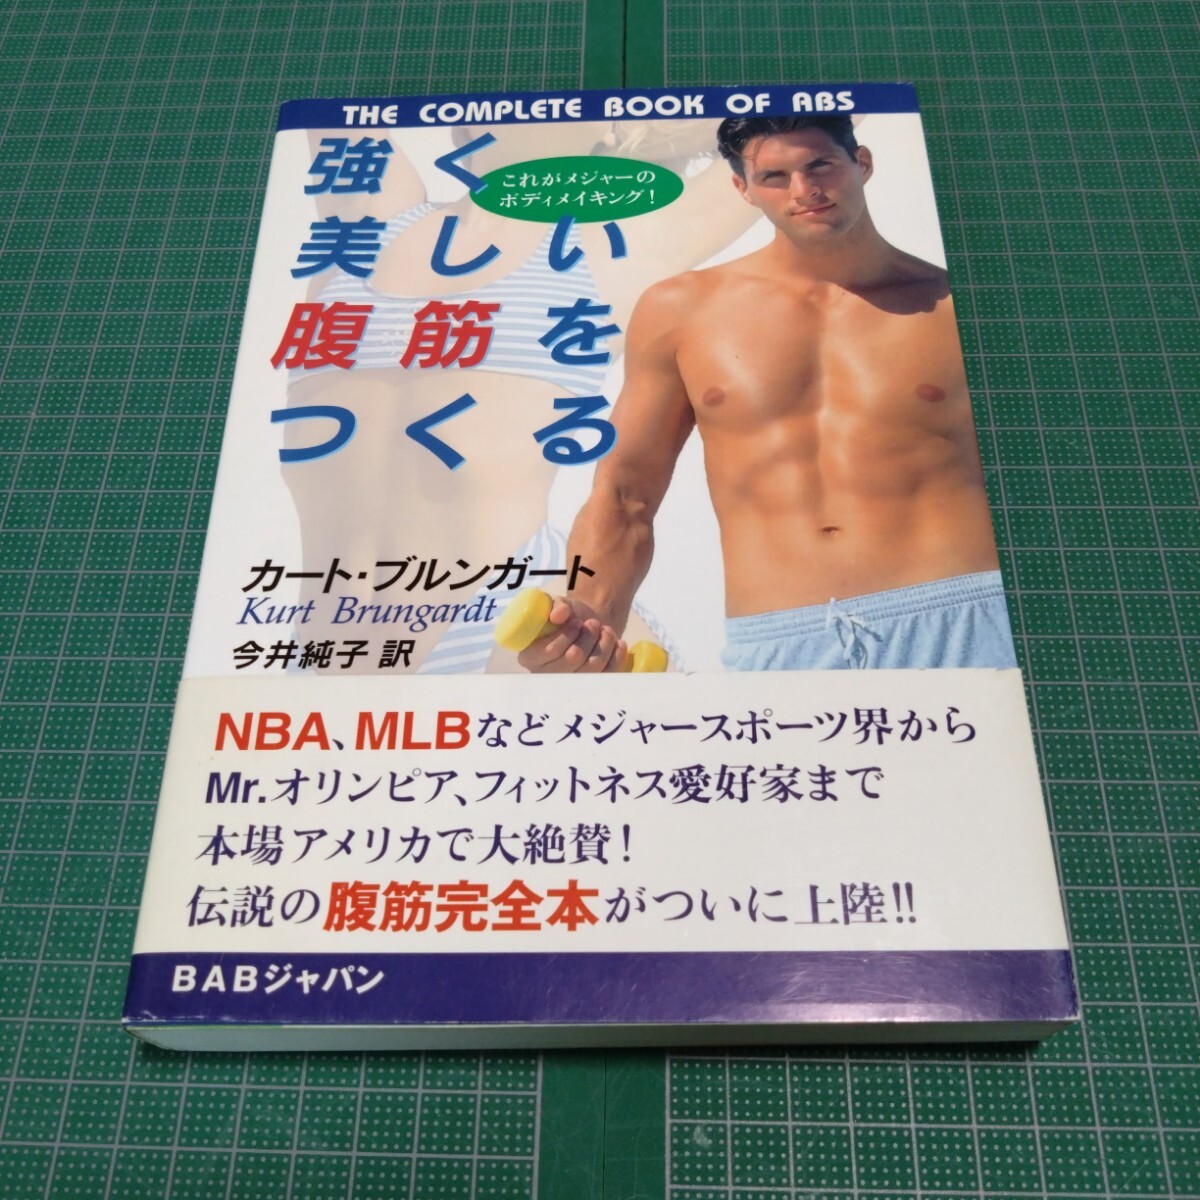 THE COMPLETE BOOK OF ABS
強く
これがメジャーの
ボディメイキング!
美しい
腹筋を
つくる
カート・ブルンガート
Kurt Brungardt
今井純子 訳
NBA、MLBなどメジャースポーツ界から
Mr.オリンピア、フィットネス愛好家まで
本場アメリカで大絶賛!
伝説の腹筋完全本がついに上陸!!
BABジャパン